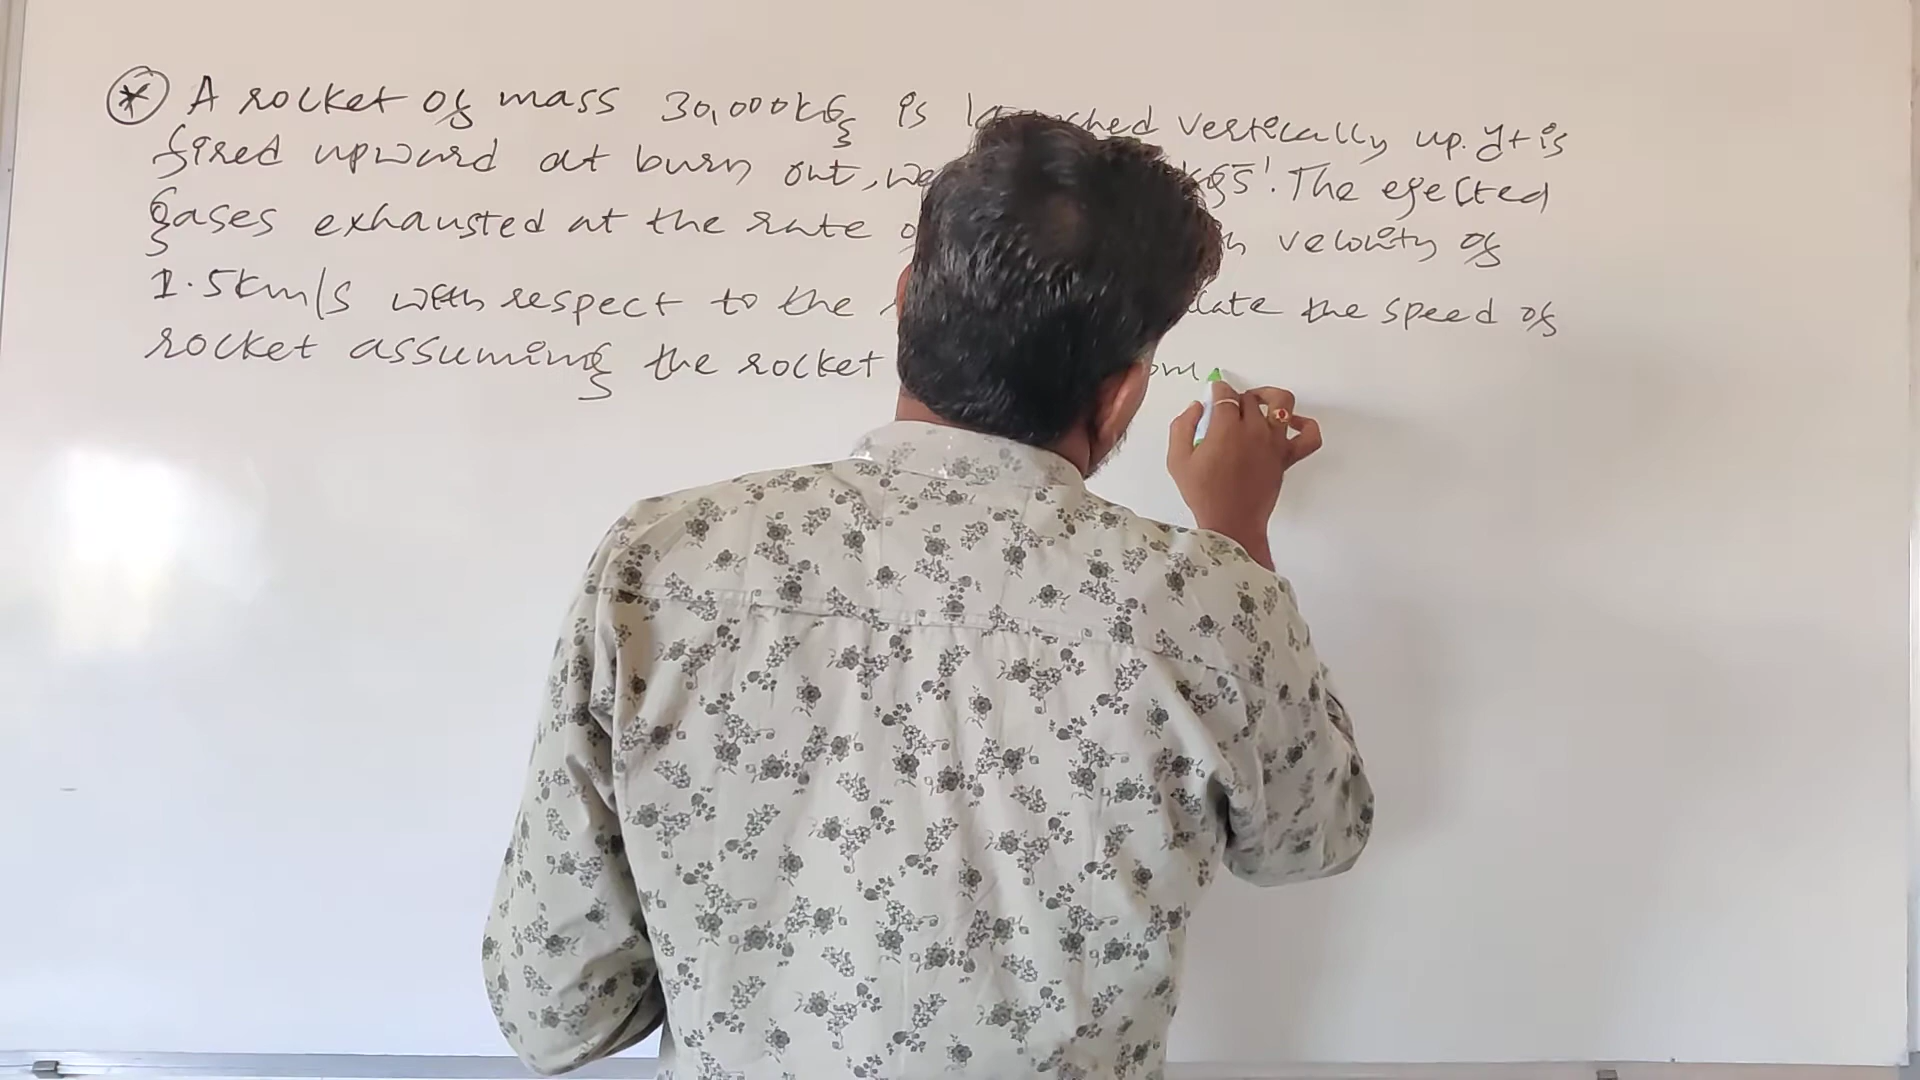 A rocket of mass 30,000kg is launched vertically up. It is
fired upward at burn out, The ejected
gases exhausted at the rate velocity of
1.5km/s with respect to the the speed of
rocket assuming the rocket